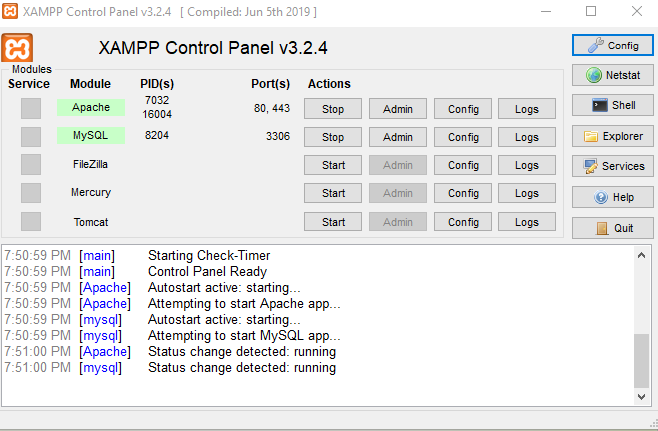 XAMPP Control Panel v3.2.4 [ Compiled: Jun 5th 2019 ]
XAMPP Control Panel v3.2.4
Config
Modules
Service Module PID(s) Port(s) Actions
Netstat
Apache 7032 16004 80, 443 Stop Admin Config Logs
Shell
MySQL 8204 3306 Stop Admin Config Logs
Explorer
FileZilla Start Admin Config Logs
Services
Mercury Start Admin Config Logs
Help
Tomcat Start Admin Config Logs
Quit
7:50:59 PM [main] Starting Check-Timer
7:50:59 PM [main] Control Panel Ready
7:50:59 PM [Apache] Autostart active: starting...
7:50:59 PM [Apache] Attempting to start Apache app...
7:50:59 PM [mysql] Autostart active: starting...
7:50:59 PM [mysql] Attempting to start MySQL app...
7:51:00 PM [Apache] Status change detected: running
7:51:00 PM [mysql] Status change detected: running